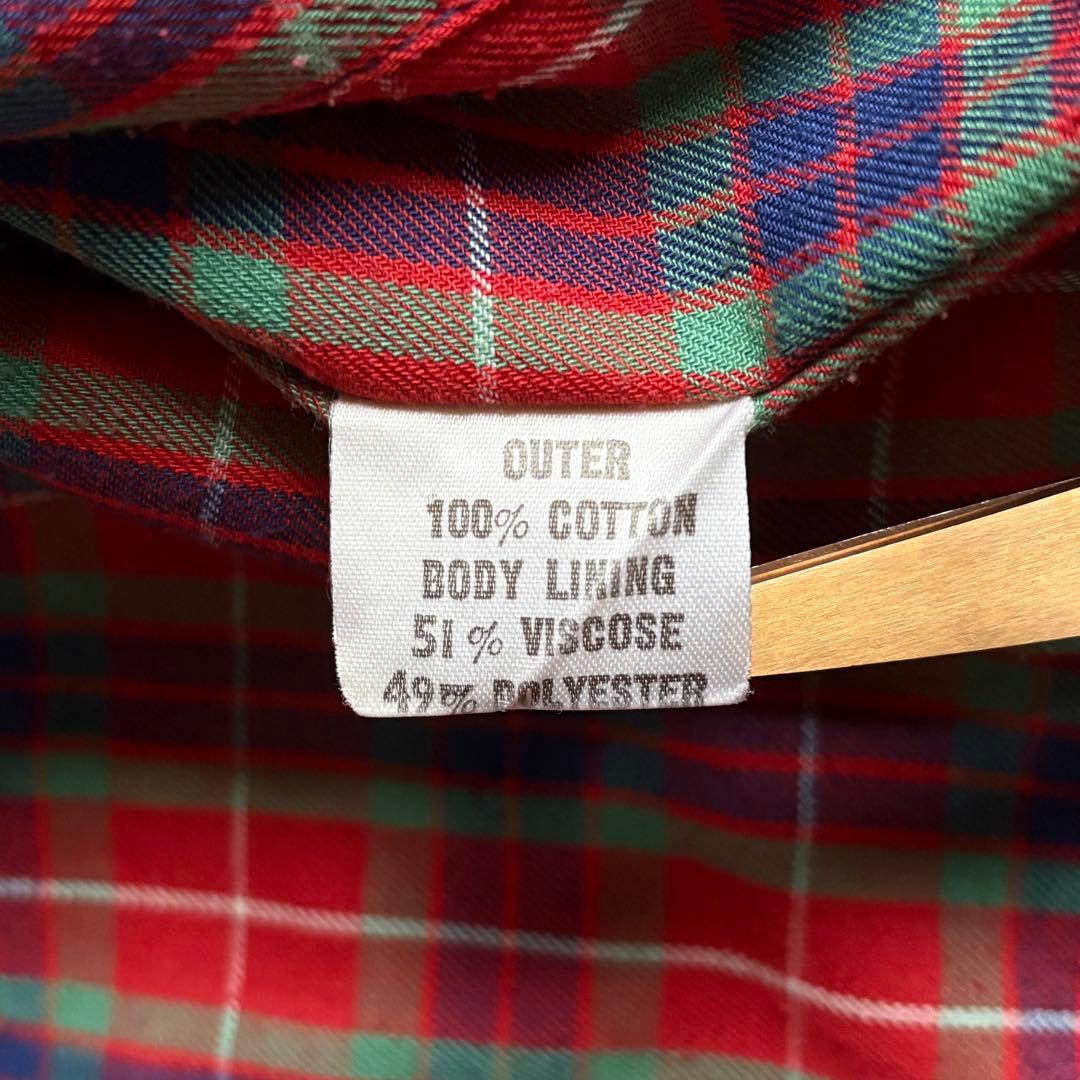 OUTER
100% COTTON
BODY LINING
51% VISCOSE
49% POLYESTER